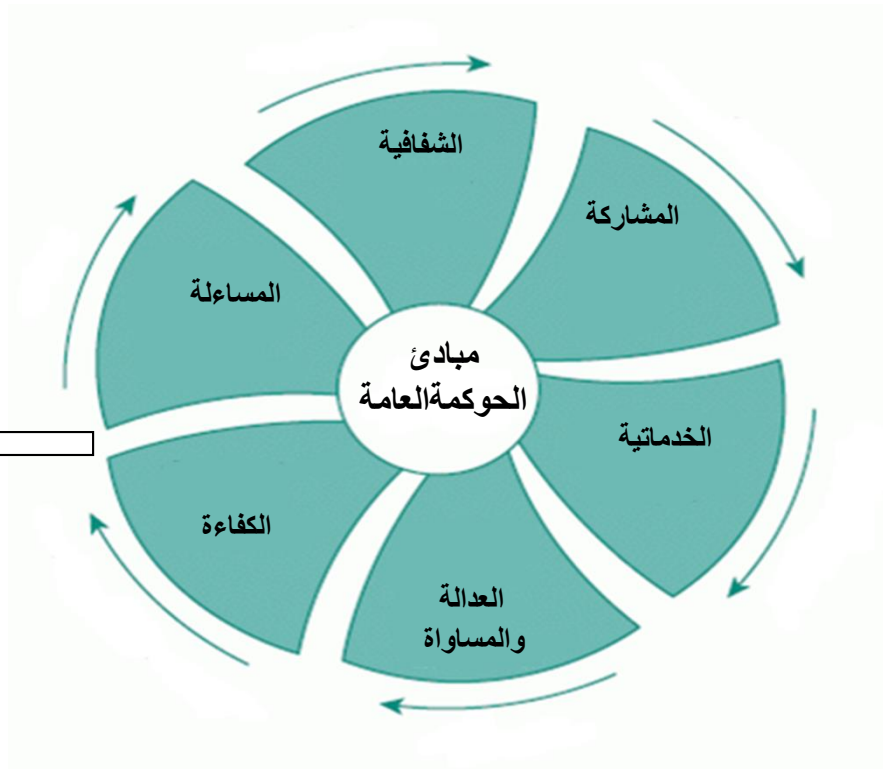 الشفافية
المشاركة
المساءلة
مبادئ
الحوكمةالعامة
الخدماتية
الكفاءة
العدالة
والمساواة